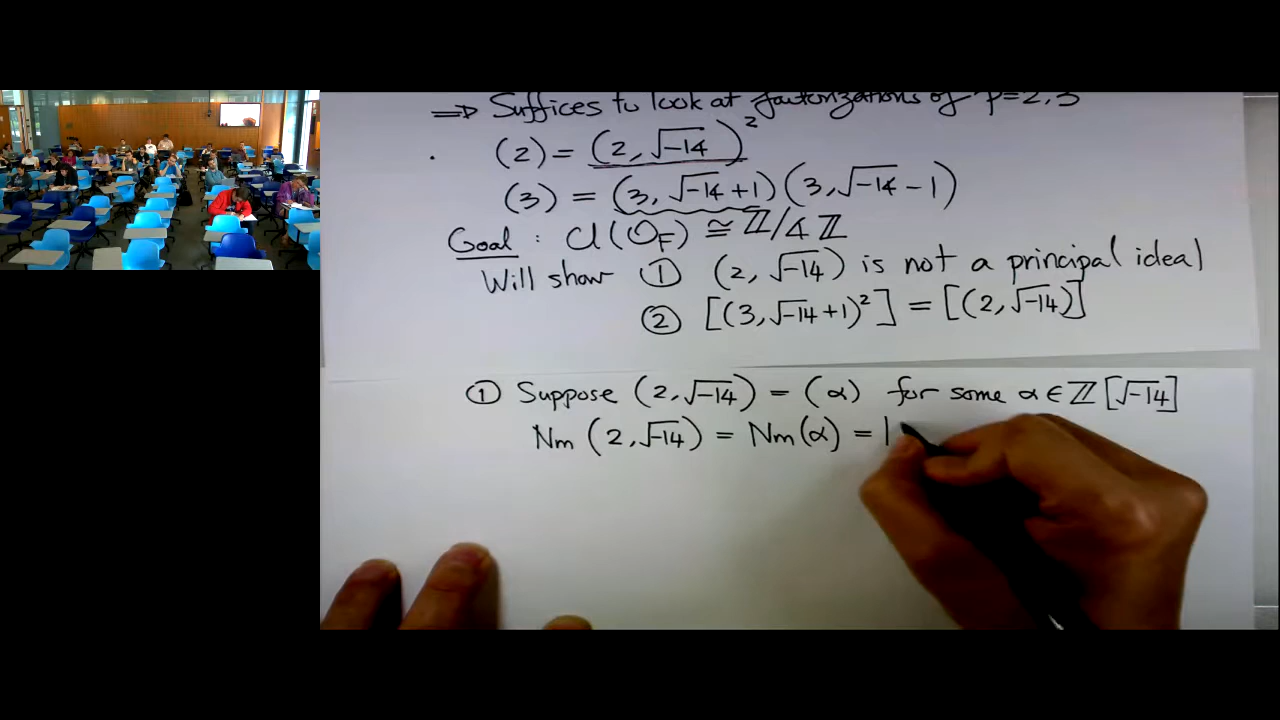 ⟹ Suffices to look at factorizations of p=2,3
(2) = (2, √-14)²
(3) = (3, √-14+1)(3, √-14-1)
Goal: Cl(O_F) ≅ ℤ/4ℤ
Will show ① (2, √-14) is not a principal ideal
② [(3, √-14+1)²] = [(2, √-14)]
① Suppose (2, √-14) = (α) for some α ∈ ℤ[√-14]
Nm (2, √-14) = Nm(α) = |